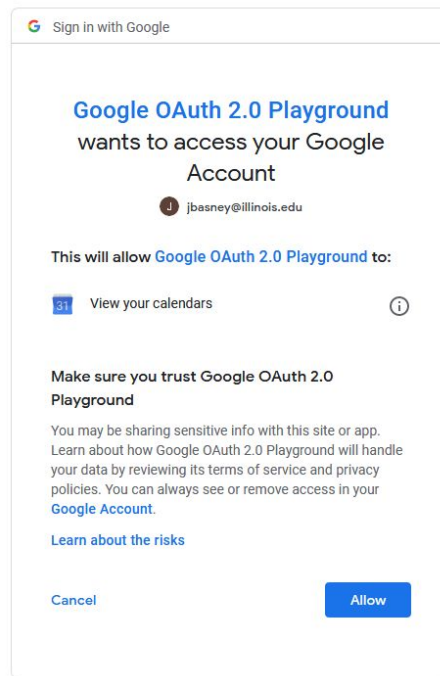 Sign in with Google
Google OAuth 2.0 Playground
wants to access your Google
Account
J jbasney@illinois.edu
This will allow Google OAuth 2.0 Playground to:
31 View your calendars
Make sure you trust Google OAuth 2.0
Playground
You may be sharing sensitive info with this site or app.
Learn about how Google OAuth 2.0 Playground will handle
your data by reviewing its terms of service and privacy
policies. You can always see or remove access in your
Google Account.
Learn about the risks
Cancel Allow